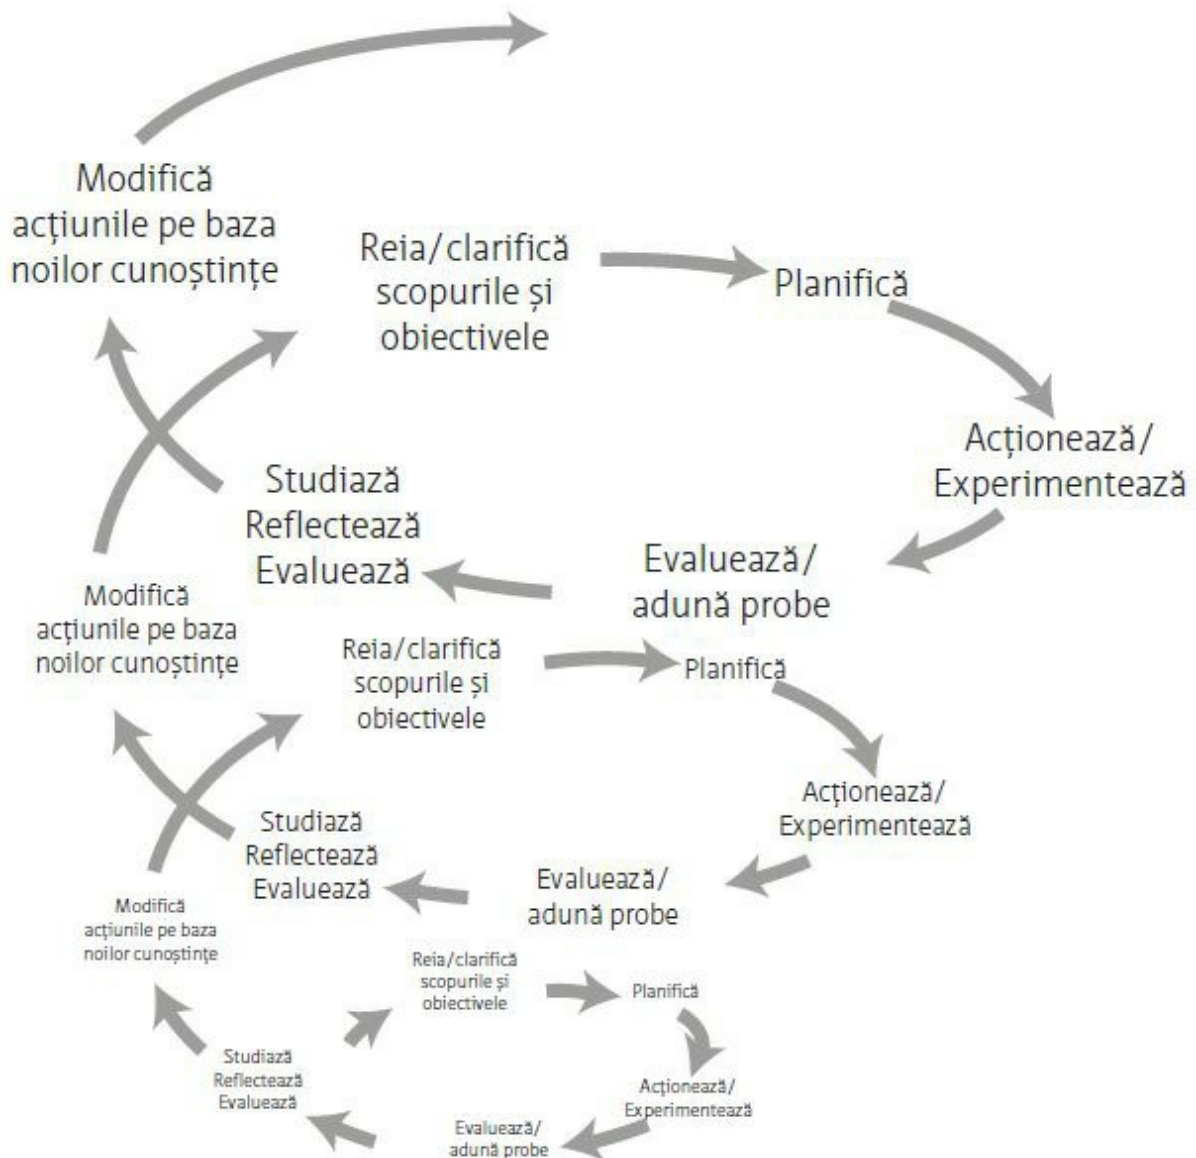 Modifică
acțiunile pe baza
noilor cunoștințe
Reia/clarifică
scopurile și
obiectivele
Planifică
Acționează/
Experimentează
Evaluează/
adună probe
Studiază
Reflectează
Evaluează
Modifică
acțiunile pe baza
noilor cunoștințe
Reia/clarifică
scopurile și
obiectivele
Planifică
Acționează/
Experimentează
Evaluează/
adună probe
Studiază
Reflectează
Evaluează
Modifică
acțiunile pe baza
noilor cunoștințe
Reia/clarifică
scopurile și
obiectivele
Planifică
Acționează/
Experimentează
Evaluează/
adună probe
Studiază
Reflectează
Evaluează